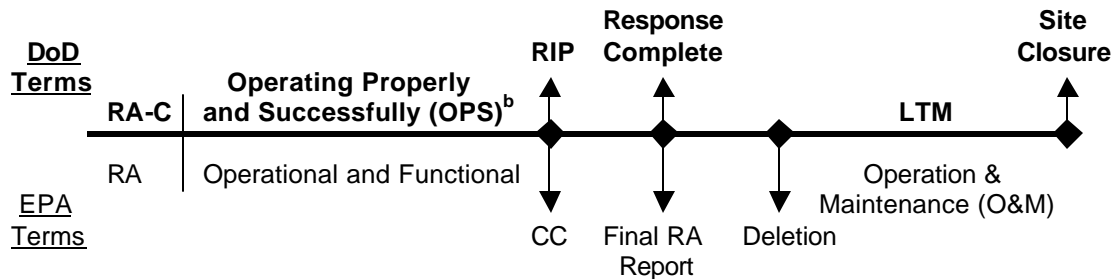 DoD
Terms
RA-C
Operating Properly
and Successfully (OPS)b
RIP
Response
Complete
LTM
Site
Closure
EPA
Terms
RA
Operational and Functional
CC
Final RA
Report
Deletion
Operation &
Maintenance (O&M)